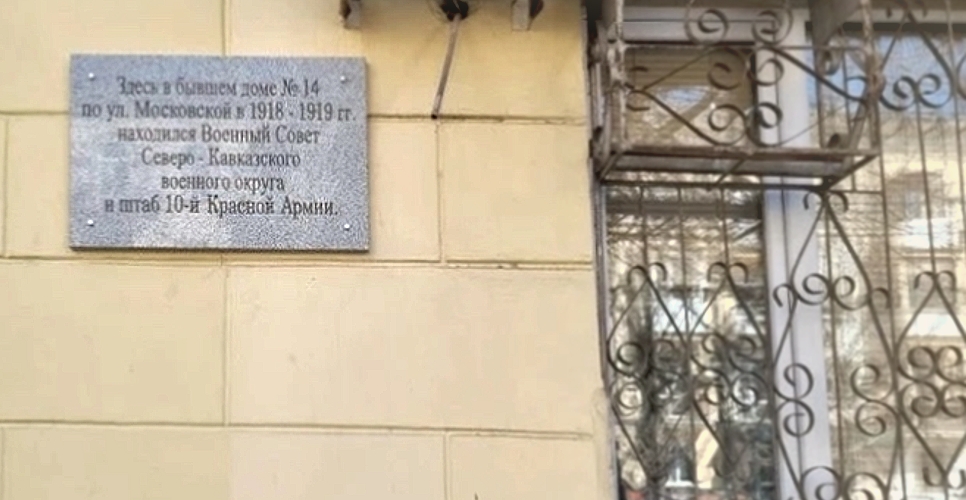 Здесь в бывшем доме № 14
по ул. Московской в 1918 - 1919 гг.
находился Военный Совет
Северо - Кавказского
военного округа
и штаб 10-й Красной Армии.